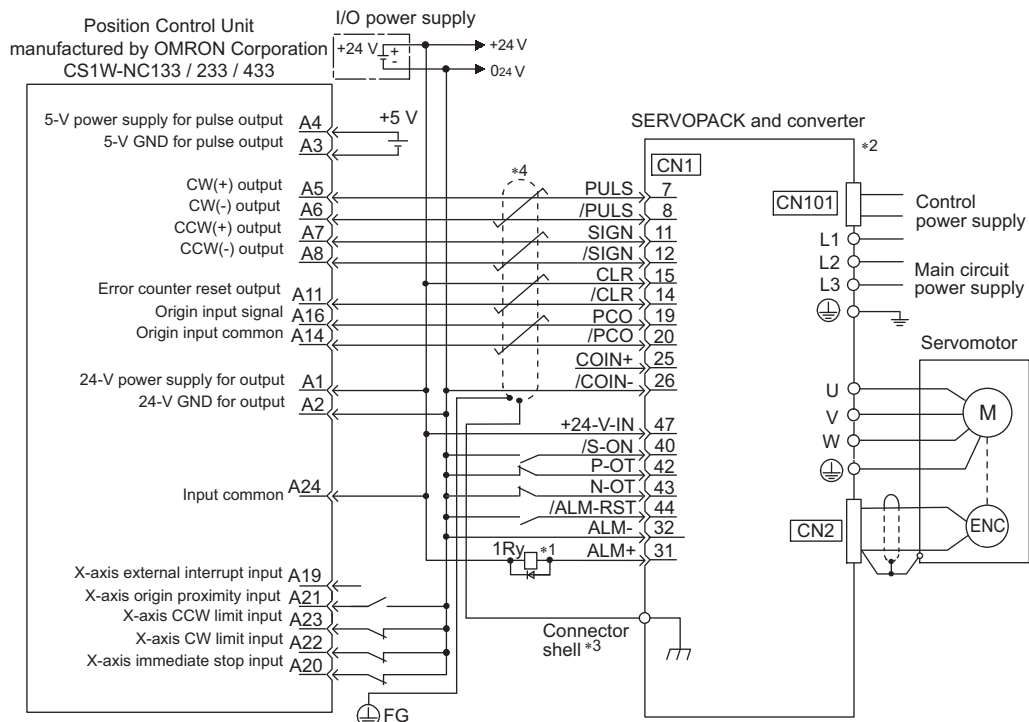 I/O power supply
Position Control Unit
manufactured by OMRON Corporation
CS1W-NC133 / 233 / 433
+24 V
+
-
+24 V
024 V
5-V power supply for pulse output A4
+5 V
5-V GND for pulse output A3
SERVOPACK and converter
*2
CN1
*4
CW(+) output A5
PULS 7
CW(-) output A6
/PULS 8
CCW(+) output A7
SIGN 11
CCW(-) output A8
/SIGN 12
CLR 15
Error counter reset output A11
/CLR 14
Origin input signal A16
PCO 19
Origin input common A14
/PCO 20
COIN+ 25
24-V power supply for output A1
/COIN- 26
24-V GND for output A2
+24-V-IN 47
/S-ON 40
P-OT 42
Input common A24
N-OT 43
/ALM-RST 44
ALM- 32
1Ry *1 ALM+ 31
X-axis external interrupt input A19
X-axis origin proximity input A21
X-axis CCW limit input A23
X-axis CW limit input A22
X-axis immediate stop input A20
Connector
shell *3
FG
CN101
Control
power supply
L1
L2
L3
Main circuit
power supply
Servomotor
U
V
W
M
CN2
ENC